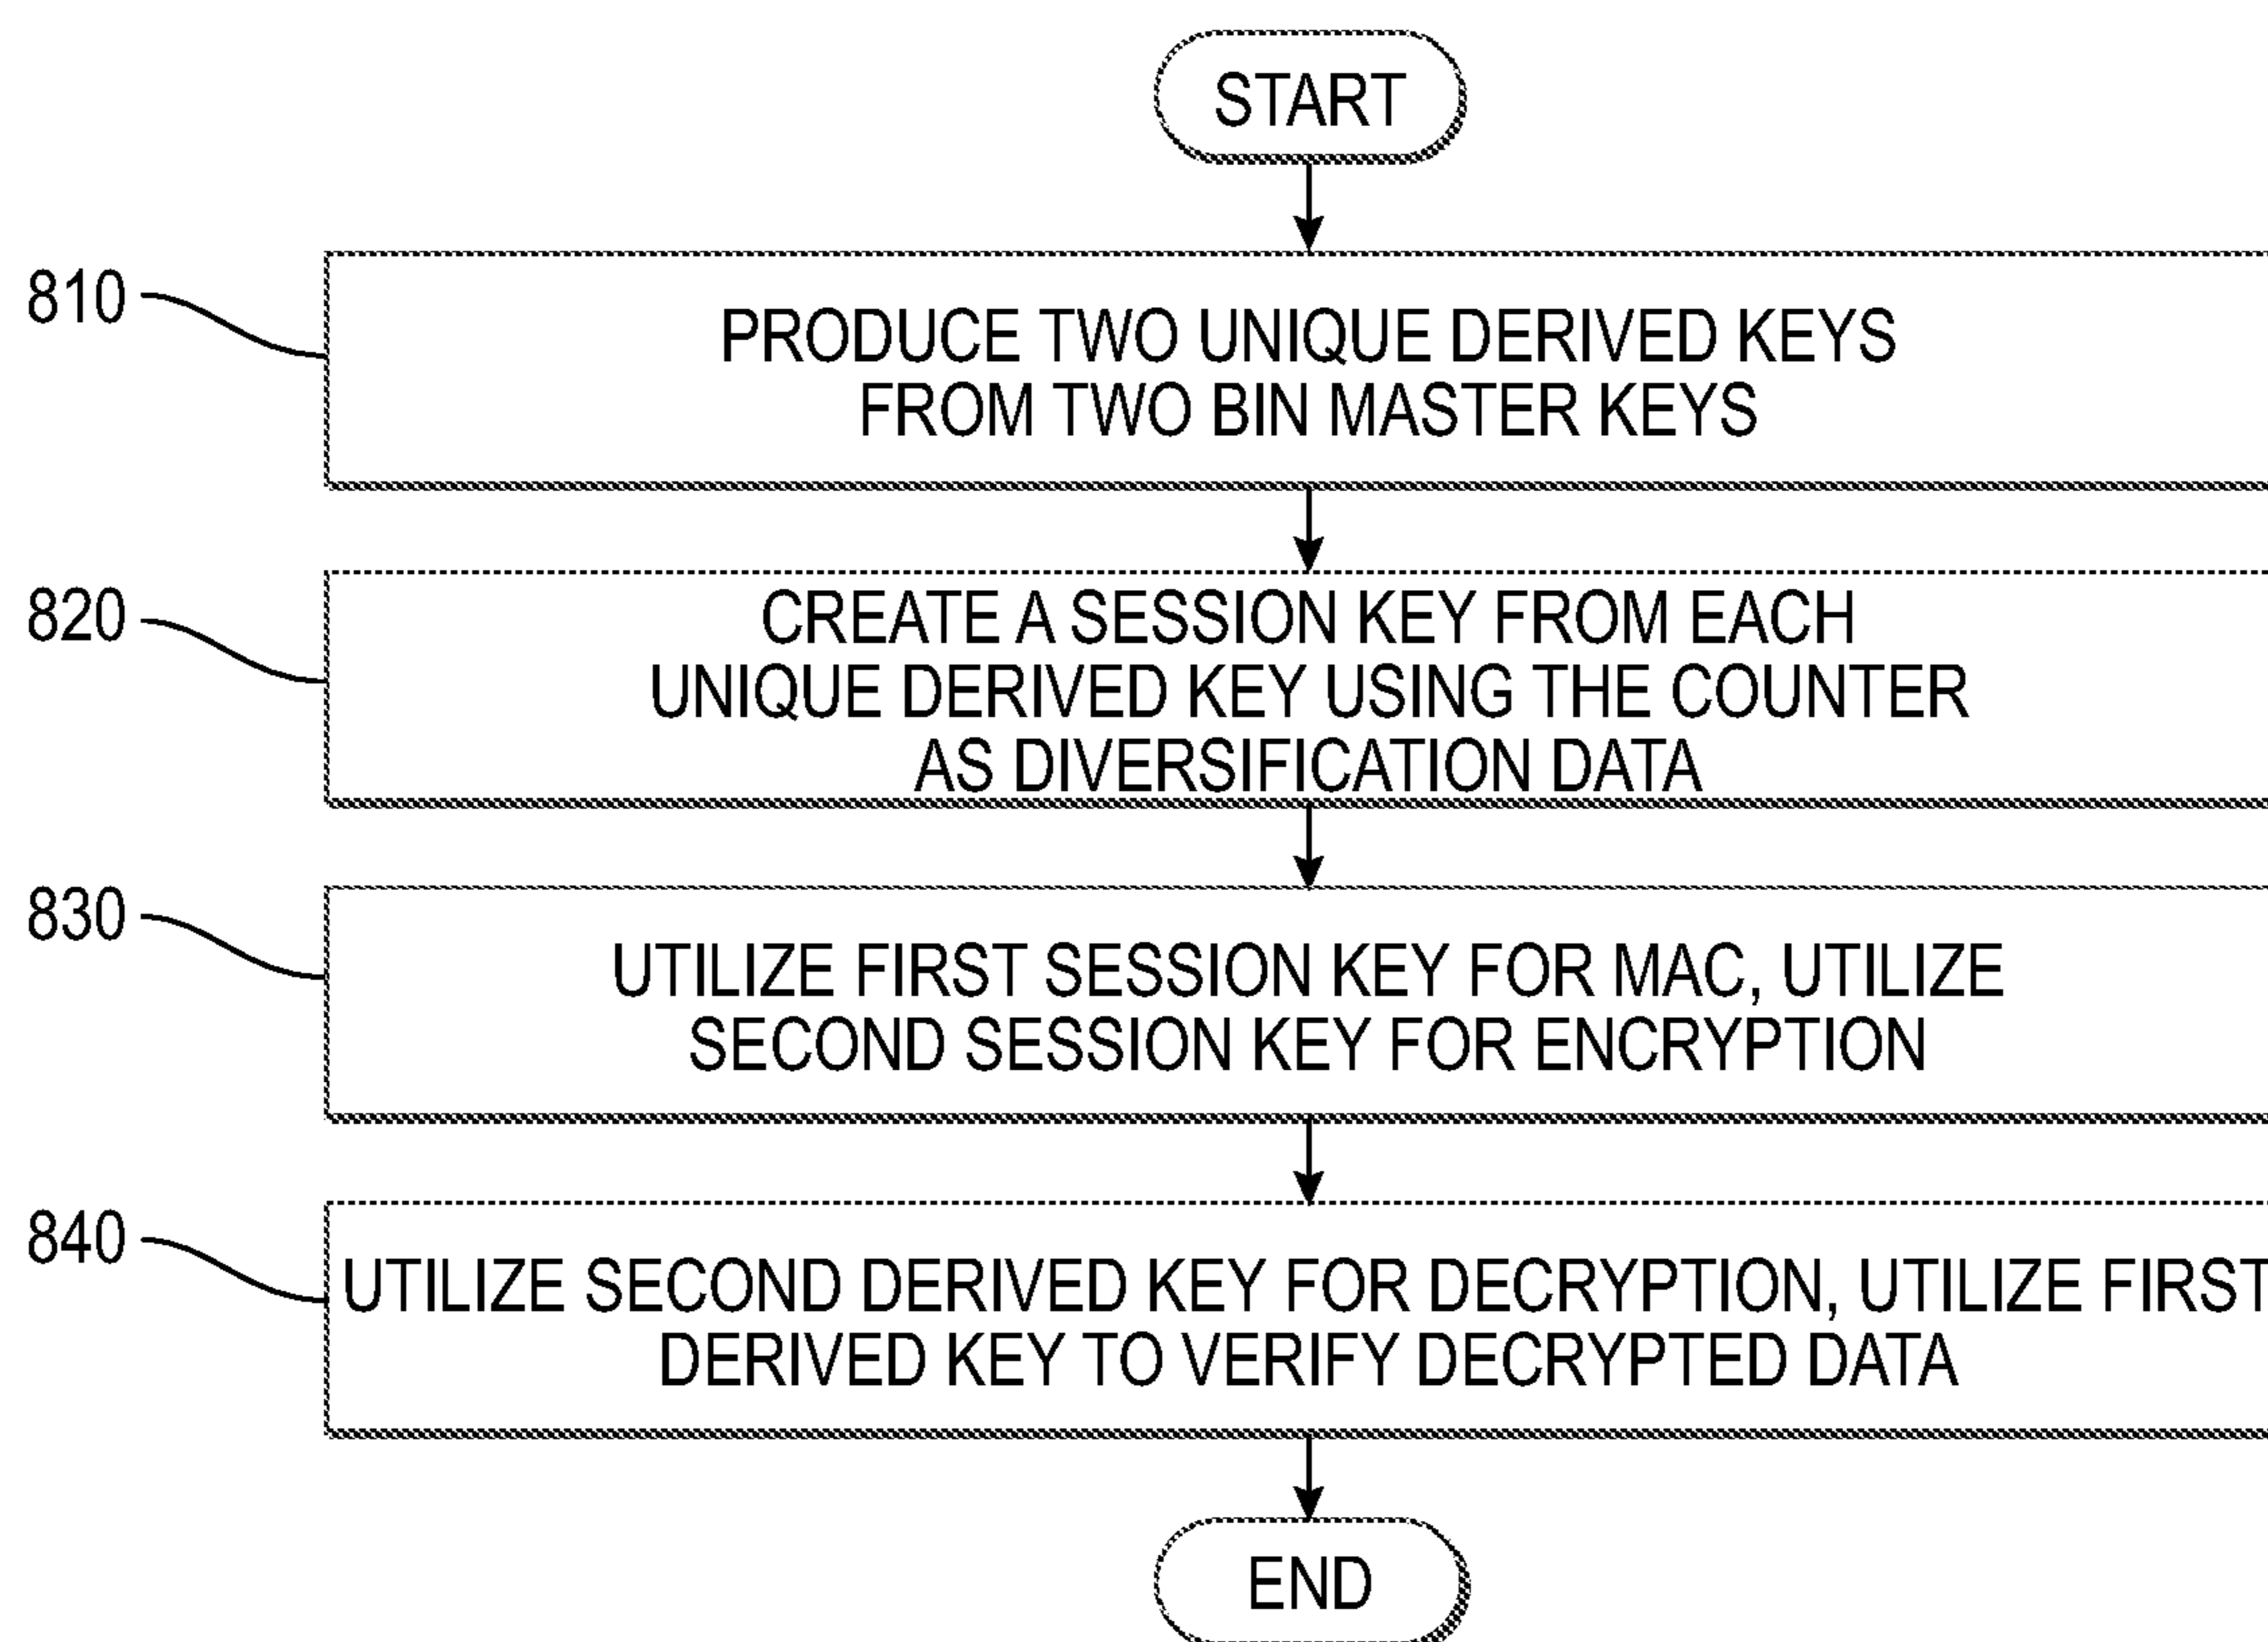 START
810
PRODUCE TWO UNIQUE DERIVED KEYS
FROM TWO BIN MASTER KEYS
820
CREATE A SESSION KEY FROM EACH
UNIQUE DERIVED KEY USING THE COUNTER
AS DIVERSIFICATION DATA
830
UTILIZE FIRST SESSION KEY FOR MAC, UTILIZE
SECOND SESSION KEY FOR ENCRYPTION
840
UTILIZE SECOND DERIVED KEY FOR DECRYPTION, UTILIZE FIRST
DERIVED KEY TO VERIFY DECRYPTED DATA
END